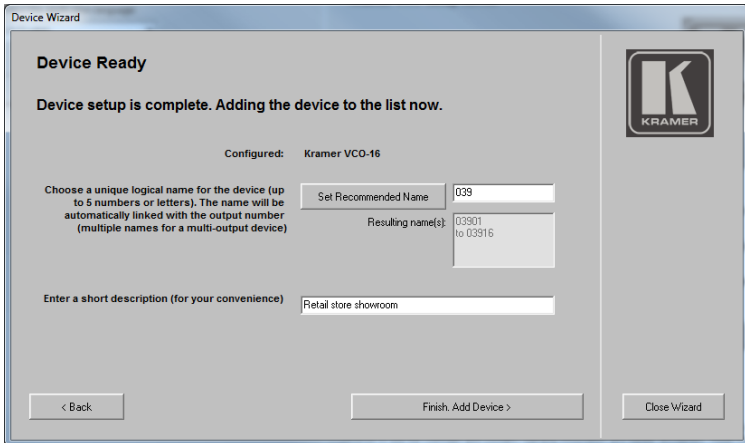 Device Wizard
Device Ready
Device setup is complete. Adding the device to the list now.
Configured: Kramer VCO-16
Choose a unique logical name for the device (up
to 5 numbers or letters). The name will be
automatically linked with the output number
(multiple names for a multi-output device)
Set Recommended Name
039
Resulting name(s):
03901
to 03916
Enter a short description (for your convenience)
Retail store showroom
< Back
Finish. Add Device >
Close Wizard
K
KRAMER